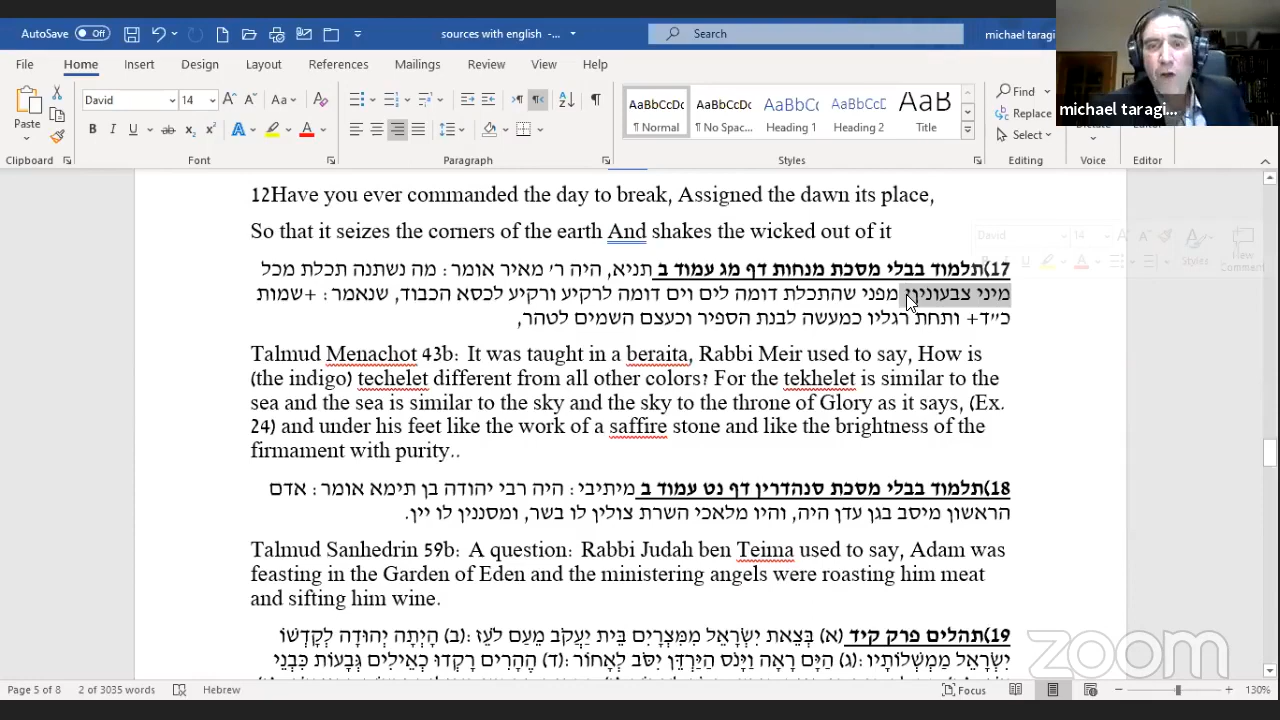 AutoSave Off sources with english -... Search michael taragi
File Home Insert Design Layout References Mailings Review View Help
michael taragi...
Paste David 14 Aa
AaBbCcDc AaBbCcDc AaBbCc AaBbCcD AaB
Find
Replace
Select
Normal No Spac... Heading 1 Heading 2 Title
Dictate Editor
Clipboard Font Paragraph Styles Editing Voice Editor
12Have you ever commanded the day to break, Assigned the dawn its place,
So that it seizes the corners of the earth And shakes the wicked out of it
David 14
Styles New Comment
17)תלמוד בבלי מסכת מנחות דף מג עמוד ב תניא, היה ר' מאיר אומר: מה נשתנה תכלת מכל
מיני צבעונין? מפני שהתכלת דומה לים וים דומה לרקיע ורקיע לכסא הכבוד, שנאמר: +שמות
כ״ד+ ותחת רגליו כמעשה לבנת הספיר וכעצם השמים לטהר,
Talmud Menachot 43b: It was taught in a beraita, Rabbi Meir used to say, How is
(the indigo) techelet different from all other colors? For the tekhelet is similar to the
sea and the sea is similar to the sky and the sky to the throne of Glory as it says, (Ex.
24) and under his feet like the work of a saffire stone and like the brightness of the
firmament with purity..
18)תלמוד בבלי מסכת סנהדרין דף נט עמוד ב מיתיבי: היה רבי יהודה בן תימא אומר: אדם
הראשון מיסב בגן עדן היה, והיו מלאכי השרת צולין לו בשר, ומסננין לו יין.
Talmud Sanhedrin 59b: A question: Rabbi Judah ben Teima used to say, Adam was
feasting in the Garden of Eden and the ministering angels were roasting him meat
and sifting him wine.
19)תהלים פרק קיד (א) בְּצֵאת יִשְׂרָאֵל מִמִּצְרָיִם בֵּית יַעֲקֹב מֵעַם לֹעֵז: (ב) הָיְתָה יְהוּדָה לְקָדְשׁוֹ
יִשְׂרָאֵל מַמְשְׁלוֹתָיו: (ג) הַיָּם רָאָה וַיָּנֹס הַיַּרְדֵּן יִסֹּב לְאָחוֹר: (ד) הֶהָרִים רָקְדוּ כְאֵילִים גְּבָעוֹת כִּבְנֵי
zoom
Page 5 of 8 2 of 3035 words Hebrew Focus 130%